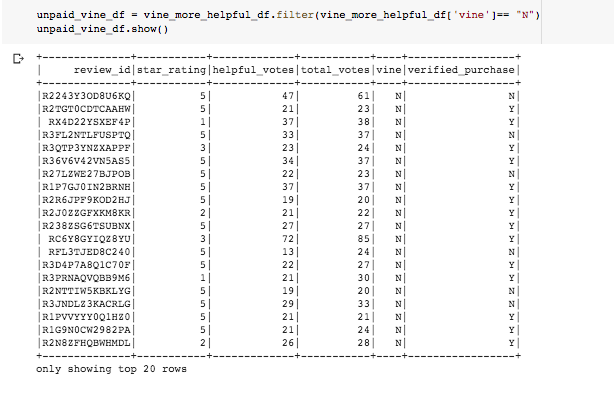 unpaid_vine_df = vine_more_helpful_df.filter(vine_more_helpful_df['vine']== "N")
unpaid_vine_df.show()
+--------------+-----------+-------------+-----------+----+-----------------+
|     review_id|star_rating|helpful_votes|total_votes|vine|verified_purchase|
+--------------+-----------+-------------+-----------+----+-----------------+
|R2243Y3OD8U6KQ|          5|           47|         61|   N|                N|
|R2TGT0CDTCAAHW|          5|           21|         23|   N|                Y|
| RX4D22YSXEF4P|          1|           37|         38|   N|                Y|
|R3FL2NTLFUSPTQ|          5|           33|         37|   N|                N|
|R3QTP3YNZXAPPF|          3|           23|         24|   N|                Y|
|R36V6V42VN5AS5|          5|           34|         37|   N|                Y|
|R27LZWE27BJPOB|          5|           22|         23|   N|                N|
|R1P7GJ0IN2BRNH|          5|           37|         37|   N|                Y|
|R2R6JPF9KOD2HJ|          5|           19|         20|   N|                Y|
|R2J0ZZGFXKM8KR|          2|           21|         22|   N|                Y|
|R238ZSG6TSUBNX|          5|           27|         27|   N|                Y|
| RC6Y8GYIQZ8YU|          3|           72|         85|   N|                Y|
| RFL3TJED8C240|          5|           13|         24|   N|                N|
|R3D4P7A8Q1C70F|          5|           22|         27|   N|                Y|
|R3PRNAQVQBB9M6|          1|           21|         30|   N|                Y|
|R2NTTIW5KBKLYG|          5|           19|         20|   N|                N|
|R3JNDLZ3KACRLG|          5|           29|         33|   N|                N|
|R1PVVYYY0Q1HZ0|          5|           21|         21|   N|                Y|
|R1G9N0CW2982PA|          5|           21|         24|   N|                Y|
|R2N8ZFHQBWHMDL|          2|           26|         28|   N|                Y|
+--------------+-----------+-------------+-----------+----+-----------------+
only showing top 20 rows